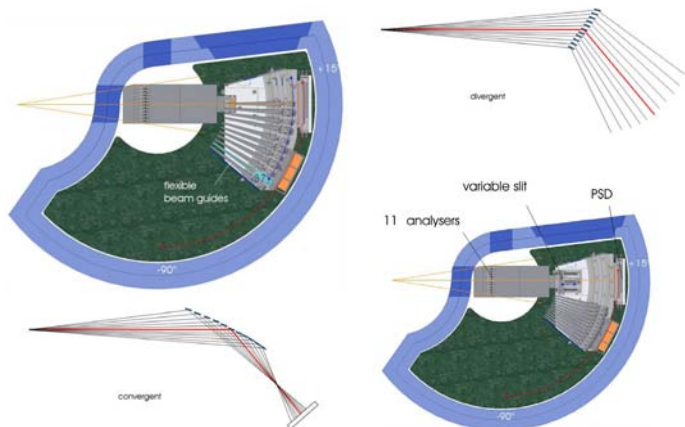 +15°
flexible
beam guides
-90°
divergent
variable slit
PSD
11 analysers
+15°
-90°
convergent